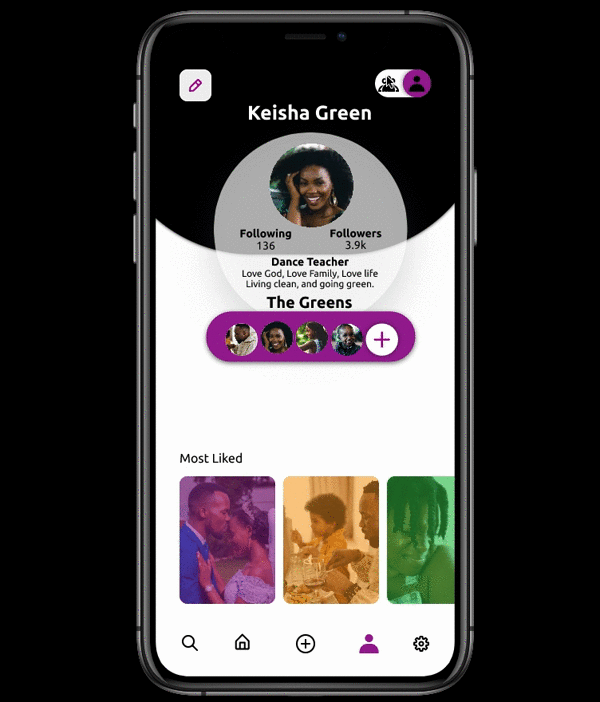 Keisha Green
Following Followers
136 3.9k
Dance Teacher
Love God, Love Family, Love life
Living clean, and going green.
The Greens
Most Liked